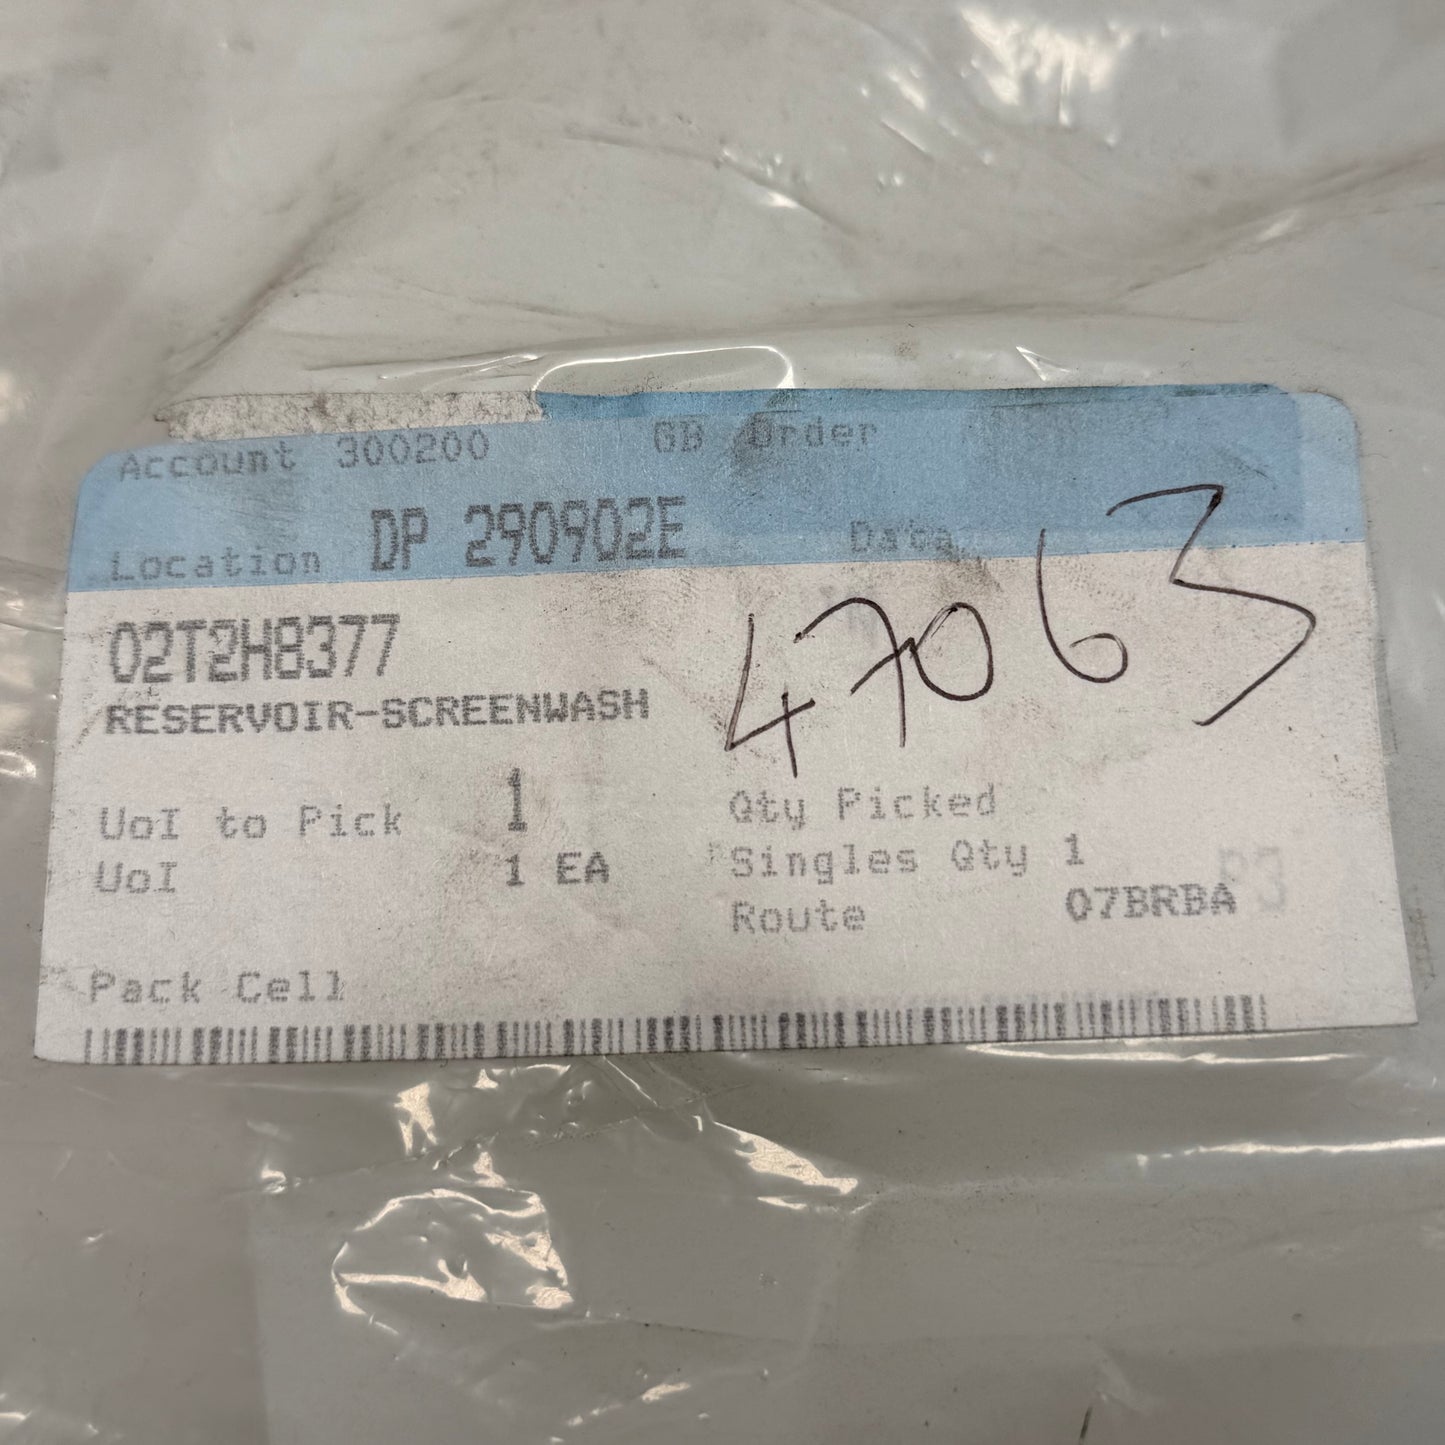 Account 300200 GB Order
Location DP 290902E Data
02T2H8377
RESERVOIR-SCREENWASH
47063
UoI to Pick 1 Qty Picked
UoI 1 EA Singles Qty 1
Route 07BRBA
Pack Cell